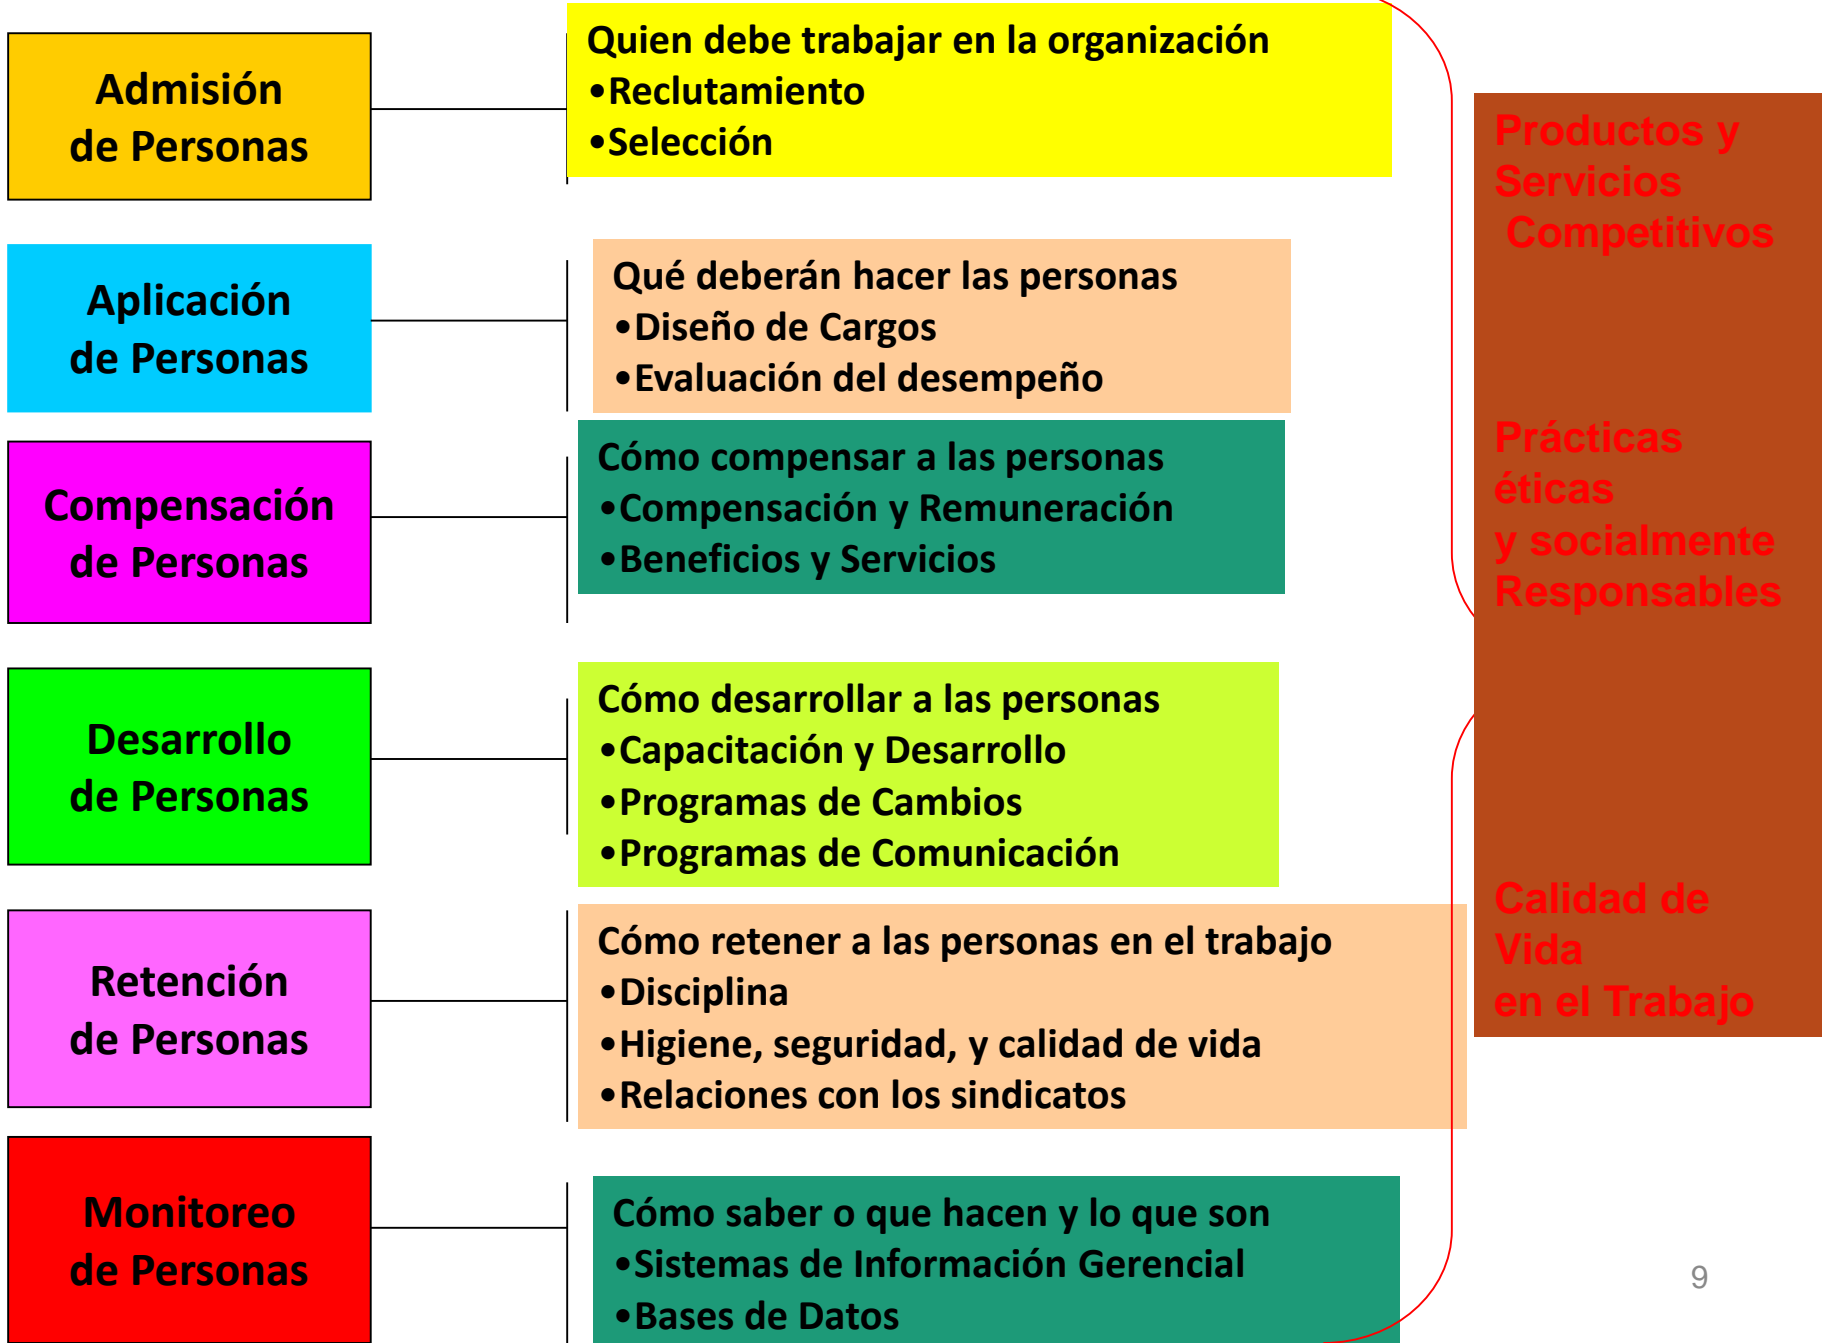 Admisión
de Personas
Quien debe trabajar en la organización
•Reclutamiento
•Selección
Aplicación
de Personas
Qué deberán hacer las personas
•Diseño de Cargos
•Evaluación del desempeño
Compensación
de Personas
Cómo compensar a las personas
•Compensación y Remuneración
•Beneficios y Servicios
Desarrollo
de Personas
Cómo desarrollar a las personas
•Capacitación y Desarrollo
•Programas de Cambios
•Programas de Comunicación
Retención
de Personas
Cómo retener a las personas en el trabajo
•Disciplina
•Higiene, seguridad, y calidad de vida
•Relaciones con los sindicatos
Monitoreo
de Personas
Cómo saber o que hacen y lo que son
•Sistemas de Información Gerencial
•Bases de Datos
Productos y
Servicios
Competitivos
Prácticas
éticas
y socialmente
Responsables
Calidad de
Vida
en el Trabajo
9